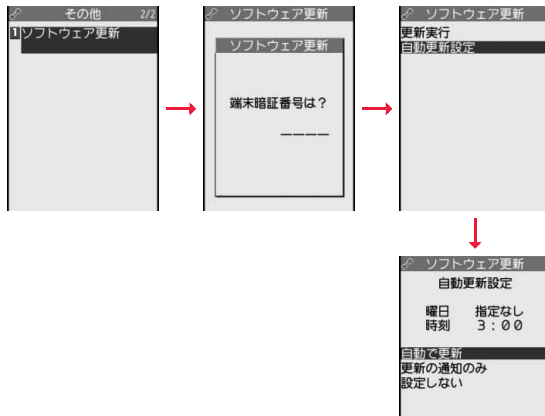 その他 2/2
1 ソフトウェア更新
ソフトウェア更新
ソフトウェア更新
端末暗証番号は？
____
ソフトウェア更新
更新実行
自動更新設定
ソフトウェア更新
自動更新設定
曜日 指定なし
時刻 3:00
自動で更新
更新の通知のみ
設定しない